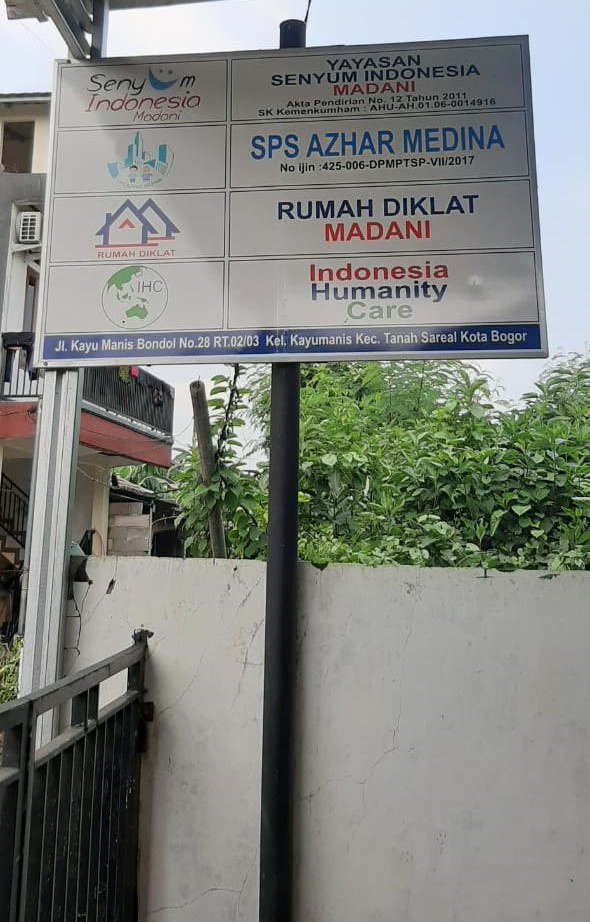 Senyum
Indonesia
Madani
YAYASAN
SENYUM INDONESIA
MADANI
Akta Pendirian No. 12 Tahun 2011
SK Kemenkumham : AHU-AH.01.06-0014916
SPS AZHAR MEDINA
No ijin :425-006-DPMPTSP-VII/2017
RUMAH DIKLAT
RUMAH DIKLAT
MADANI
IHC
Indonesia
Humanity
Care
Jl. Kayu Manis Bondol No.28 RT.02/03 Kel. Kayumanis Kec. Tanah Sareal Kota Bogor